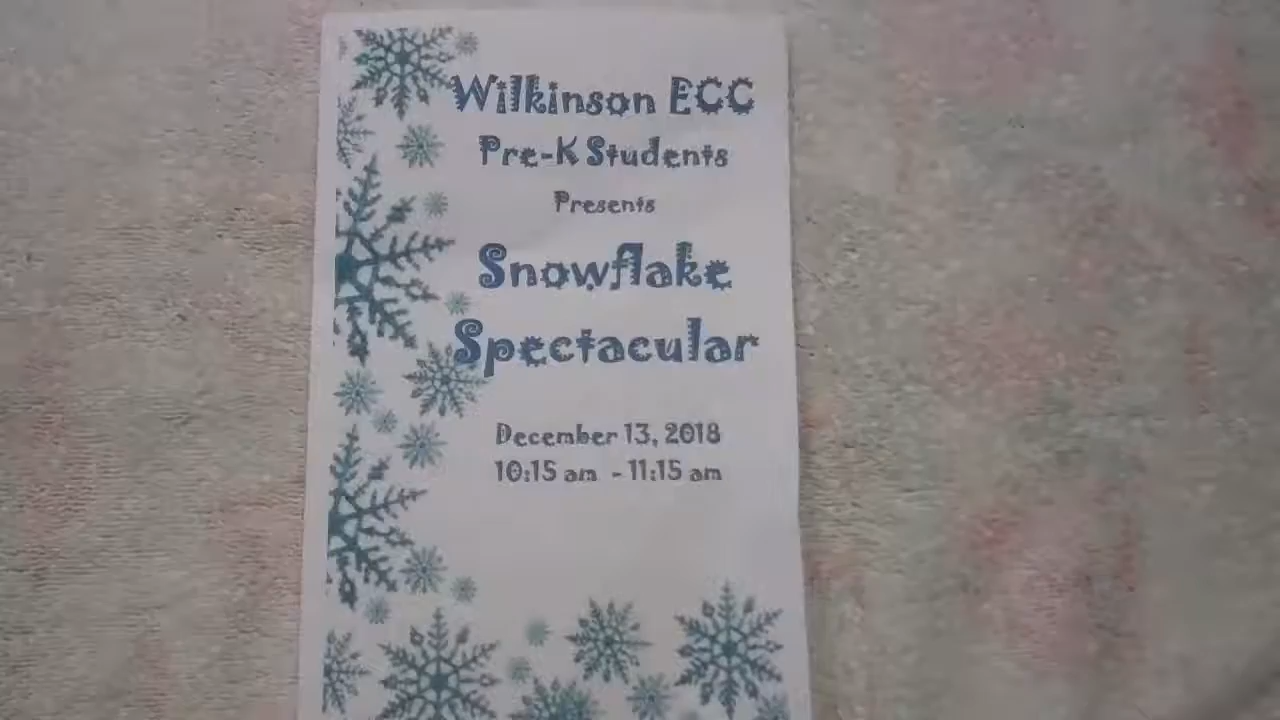 Wilkinson ECC
Pre-K Students
Presents
Snowflake
Spectacular
December 13, 2018
10:15 am - 11:15 am